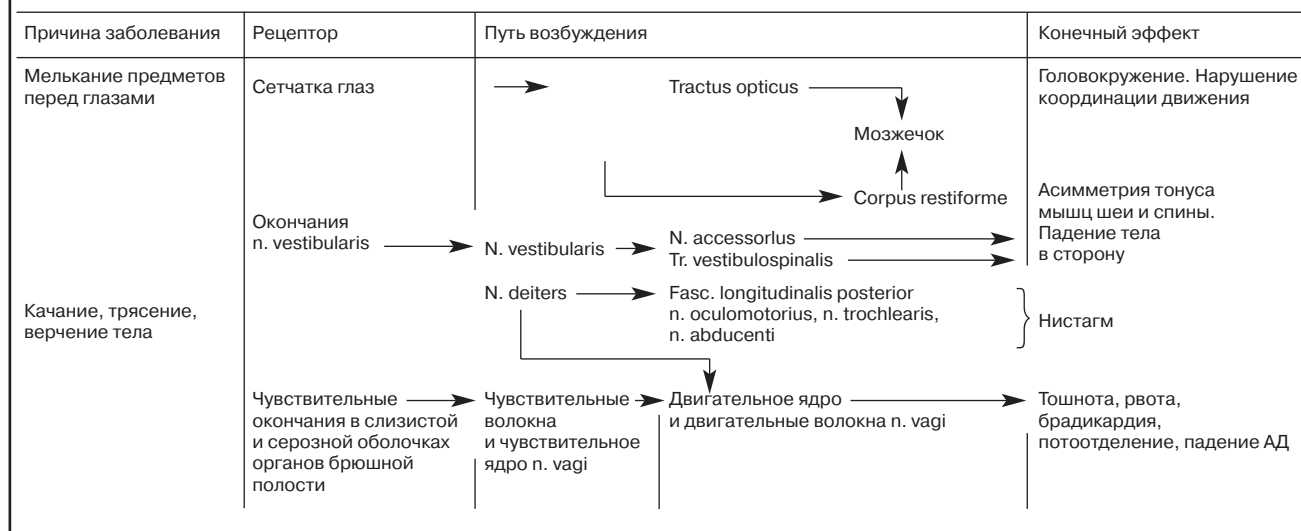 Причина заболевания
Рецептор
Путь возбуждения
Конечный эффект
Мелькание предметов
перед глазами
Сетчатка глаз
Tractus opticus
Головокружение. Нарушение
координации движения
Мозжечок
Corpus restiforme
Окончания
n. vestibularis
N. vestibularis
N. accessorlus
Tr. vestibulospinalis
Асимметрия тонуса
мышц шеи и спины.
Падение тела
в сторону
Качание, трясение,
верчение тела
N. deiters
Fasc. longitudinalis posterior
n. oculomotorius, n. trochlearis,
n. abducenti
Нистагм
Чувствительные
окончания в слизистой
и серозной оболочках
органов брюшной
полости
Чувствительные
волокна
и чувствительное
ядро n. vagi
Двигательное ядро
и двигательные волокна n. vagi
Тошнота, рвота,
брадикардия,
потоотделение, падение АД